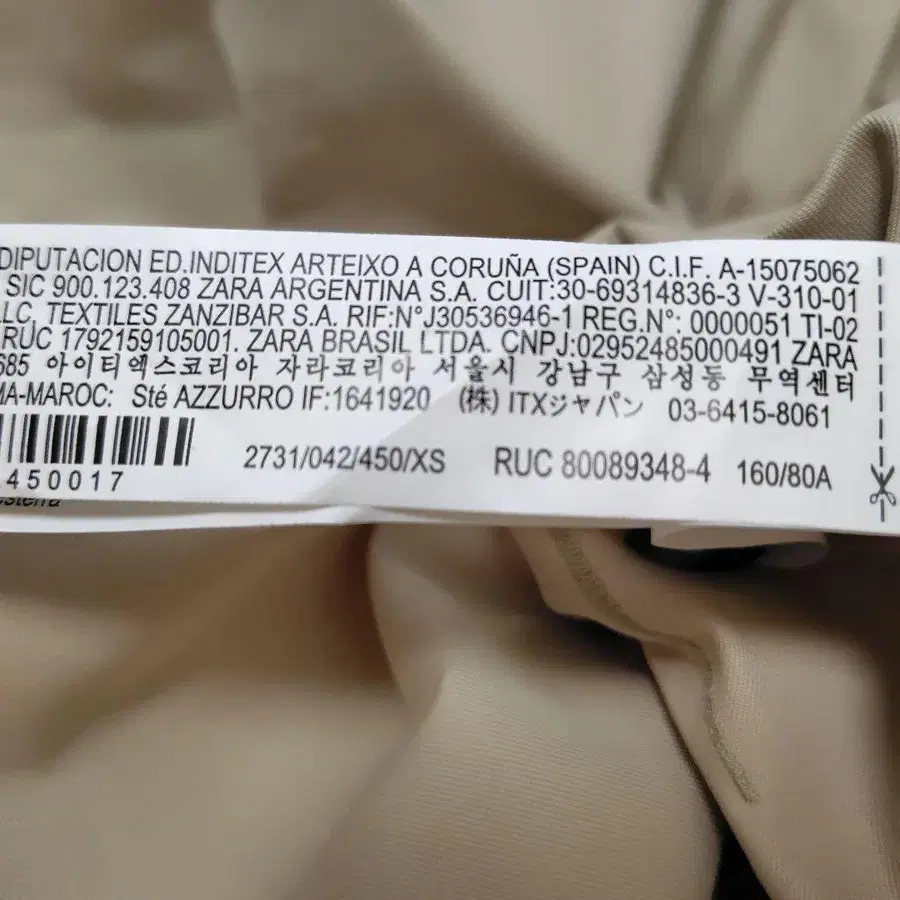 DIPUTACION ED.INDITEX ARTEIXO A CORUÑA (SPAIN) C.I.F. A-15075062
SIC 900.123.408 ZARA ARGENTINA S.A. CUIT:30-69314836-3 V-310-01
LLC, TEXTILES ZANZIBAR S.A. RIF:N°J30536946-1 REG.N°: 0000051 TI-02
RUC 1792159105001. ZARA BRASIL LTDA. CNPJ:02952485000491 ZARA
685 아이티엑스코리아 자라코리아 서울시 강남구 삼성동 무역센터
MA-MAROC: Sté AZZURRO IF:1641920 (株) ITXジャパン 03-6415-8061
2731/042/450/XS RUC 80089348-4 160/80A
450017